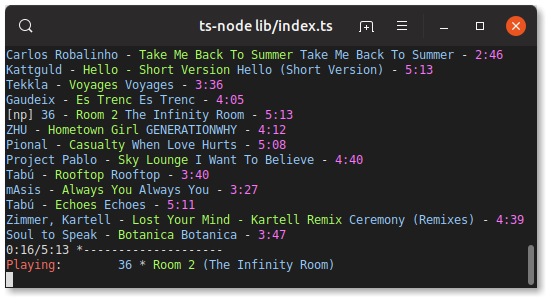 ts-node lib/index.ts
Carlos Robalinho - Take Me Back To Summer Take Me Back To Summer - 2:46
Kattguld - Hello - Short Version Hello (Short Version) - 5:13
Tekkla - Voyages Voyages - 3:36
Gaudeix - Es Trenc Es Trenc - 4:05
[np] 36 - Room 2 The Infinity Room - 5:13
ZHU - Hometown Girl GENERATIONWHY - 4:12
Pional - Casualty When Love Hurts - 5:08
Project Pablo - Sky Lounge I Want To Believe - 4:40
Tabú - Rooftop Rooftop - 3:40
mAsis - Always You Always You - 3:27
Tabú - Echoes Echoes - 5:11
Zimmer, Kartell - Lost Your Mind - Kartell Remix Ceremony (Remixes) - 4:39
Soul to Speak - Botanica Botanica - 3:47
0:16/5:13 *--------------------
Playing:        36 * Room 2 (The Infinity Room)